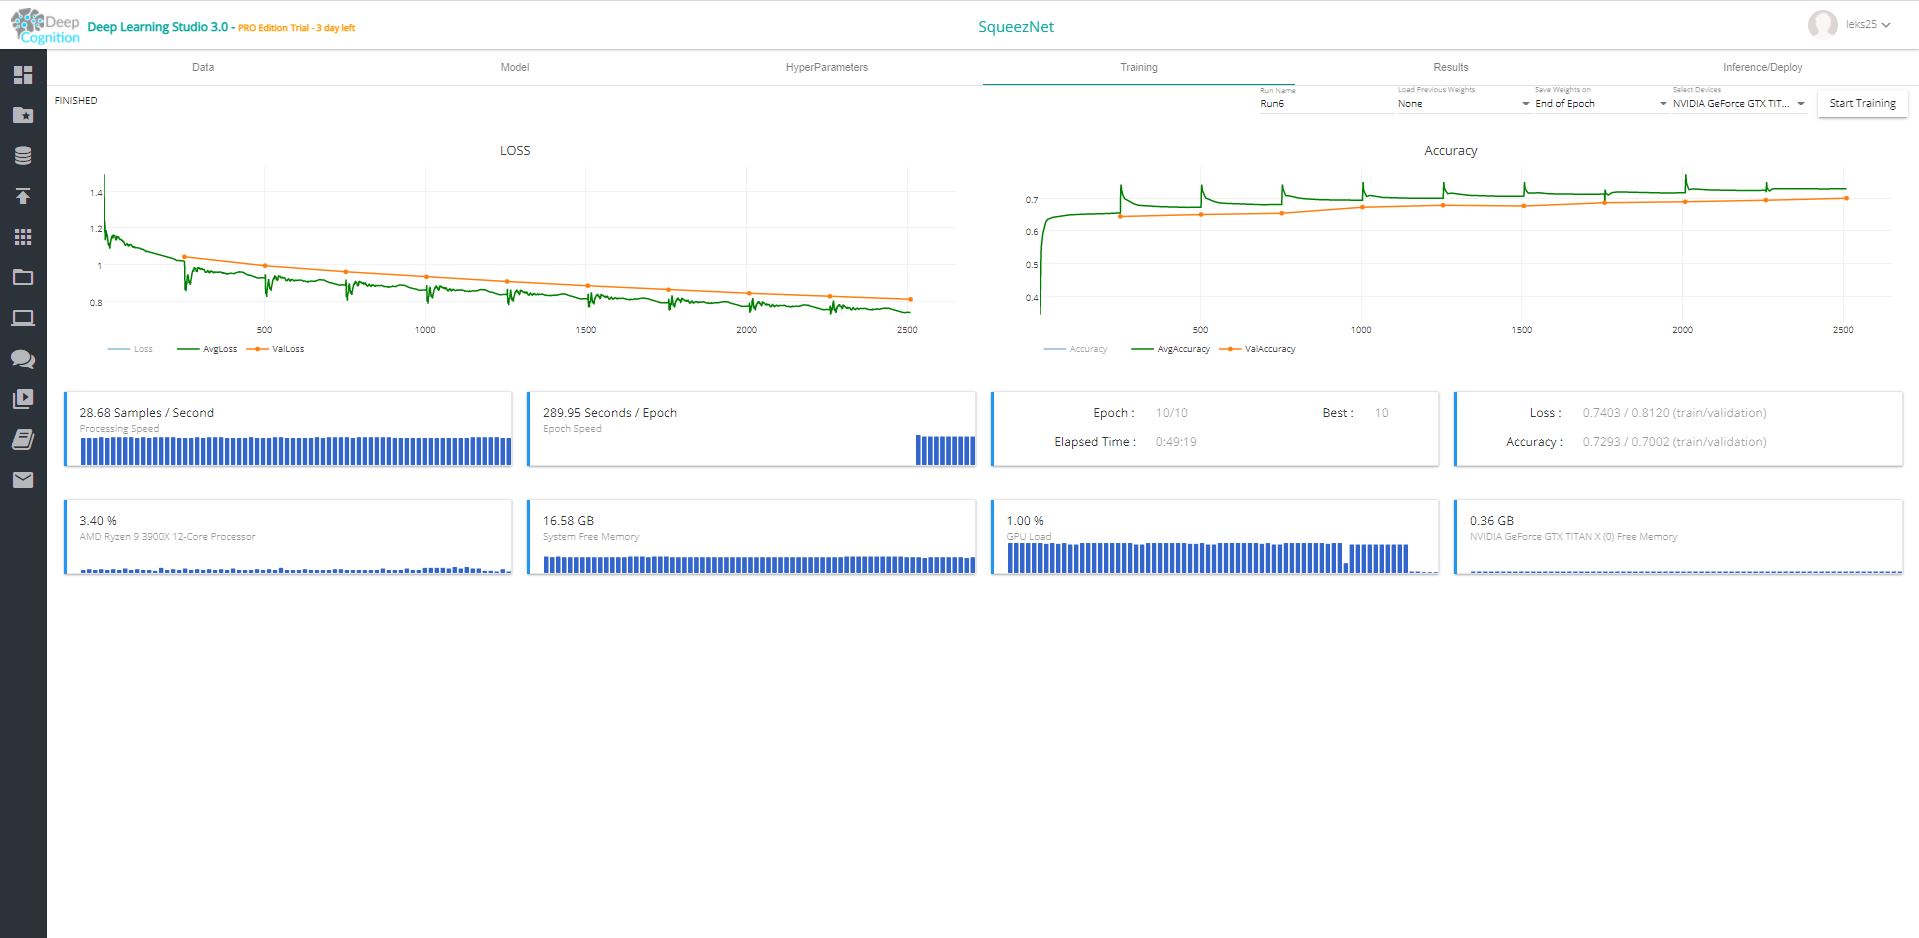 Deep
Cognition
Deep Learning Studio 3.0 - PRO Edition Trial - 3 day left
SqueezNet
leks25
Data
Model
HyperParameters
Training
Results
Inference/Deploy
FINISHED
Run Name
Run6
Load Previous Weights
None
Save Weights on
End of Epoch
Select Devices
NVIDIA GeForce GTX TIT...
Start Training
LOSS
1.4
1.2
1
0.8
500 1000 1500 2000 2500
Loss AvgLoss ValLoss
Accuracy
0.7
0.6
0.5
0.4
500 1000 1500 2000 2500
Accuracy AvgAccuracy ValAccuracy
28.68 Samples / Second
Processing Speed
289.95 Seconds / Epoch
Epoch Speed
Epoch : 10/10 Best : 10
Elapsed Time : 0:49:19
Loss : 0.7403 / 0.8120 (train/validation)
Accuracy : 0.7293 / 0.7002 (train/validation)
3.40 %
AMD Ryzen 9 3900X 12-Core Processor
16.58 GB
System Free Memory
1.00 %
GPU Load
0.36 GB
NVIDIA GeForce GTX TITAN X (0) Free Memory